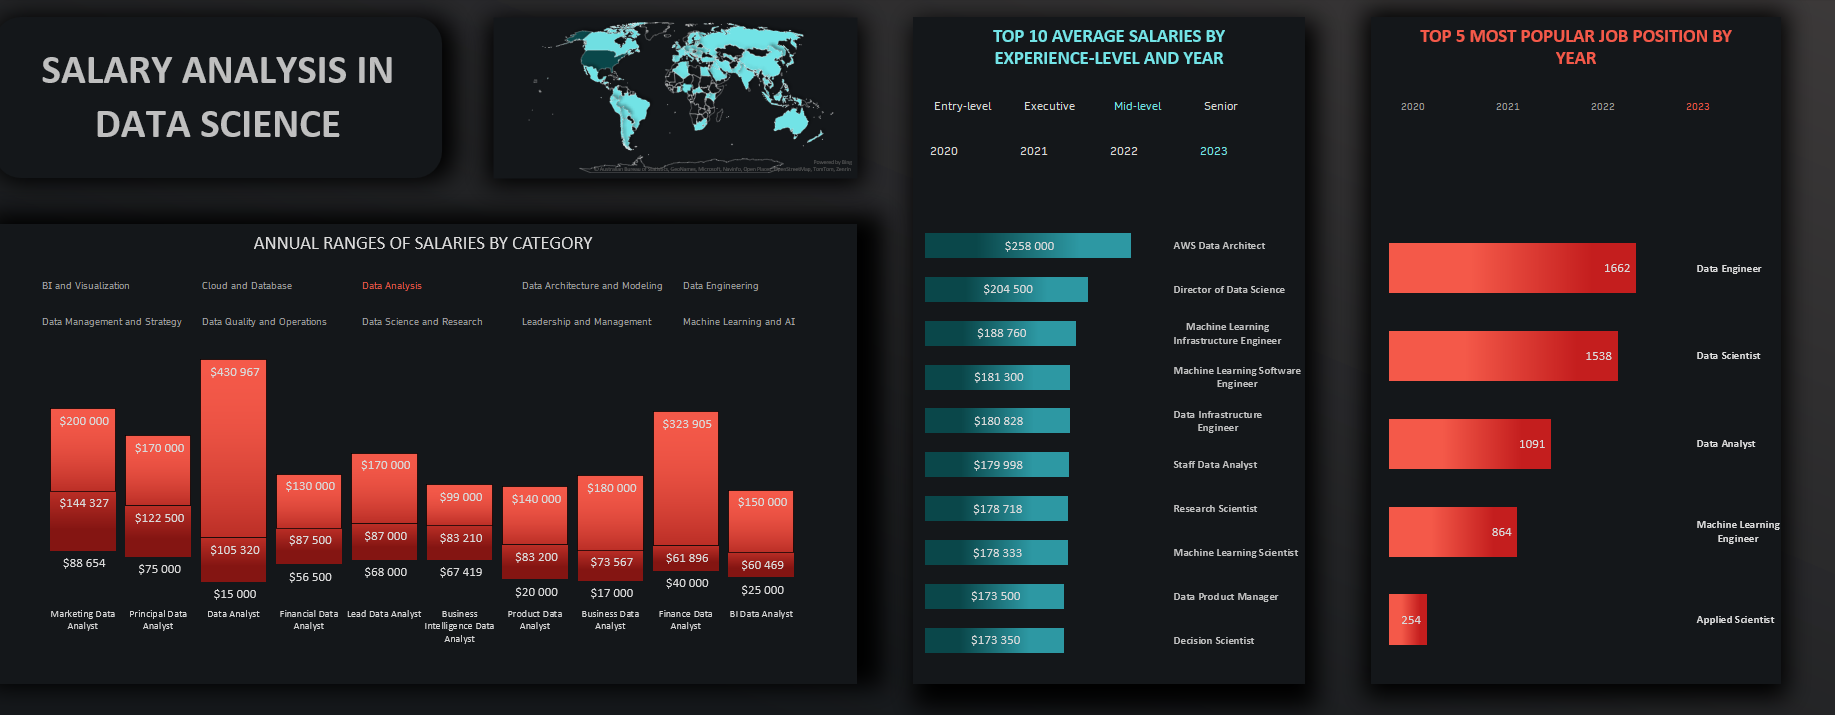 SALARY ANALYSIS IN
DATA SCIENCE
Powered by Bing
© Australian Bureau of Statistics, GeoNames, Microsoft, Navinfo, Open Places, OpenStreetMap, TomTom, Zenrin
ANNUAL RANGES OF SALARIES BY CATEGORY
BI and Visualization
Cloud and Database
Data Analysis
Data Architecture and Modeling
Data Engineering
Data Management and Strategy
Data Quality and Operations
Data Science and Research
Leadership and Management
Machine Learning and AI
$200 000
$144 327
$88 654
Marketing Data
Analyst
$170 000
$122 500
$75 000
Principal Data
Analyst
$430 967
$105 320
$15 000
Data Analyst
$130 000
$87 500
$56 500
Financial Data
Analyst
$170 000
$87 000
$68 000
Lead Data Analyst
$99 000
$83 210
$67 419
Business
Intelligence Data
Analyst
$140 000
$83 200
$20 000
Product Data
Analyst
$180 000
$73 567
$17 000
Business Data
Analyst
$323 905
$61 896
$40 000
Finance Data
Analyst
$150 000
$60 469
$25 000
BI Data Analyst
TOP 10 AVERAGE SALARIES BY
EXPERIENCE-LEVEL AND YEAR
Entry-level
Executive
Mid-level
Senior
2020
2021
2022
2023
$258 000
AWS Data Architect
$204 500
Director of Data Science
$188 760
Machine Learning
Infrastructure Engineer
$181 300
Machine Learning Software
Engineer
$180 828
Data Infrastructure
Engineer
$179 998
Staff Data Analyst
$178 718
Research Scientist
$178 333
Machine Learning Scientist
$173 500
Data Product Manager
$173 350
Decision Scientist
TOP 5 MOST POPULAR JOB POSITION BY
YEAR
2020
2021
2022
2023
1662
Data Engineer
1538
Data Scientist
1091
Data Analyst
864
Machine Learning
Engineer
254
Applied Scientist